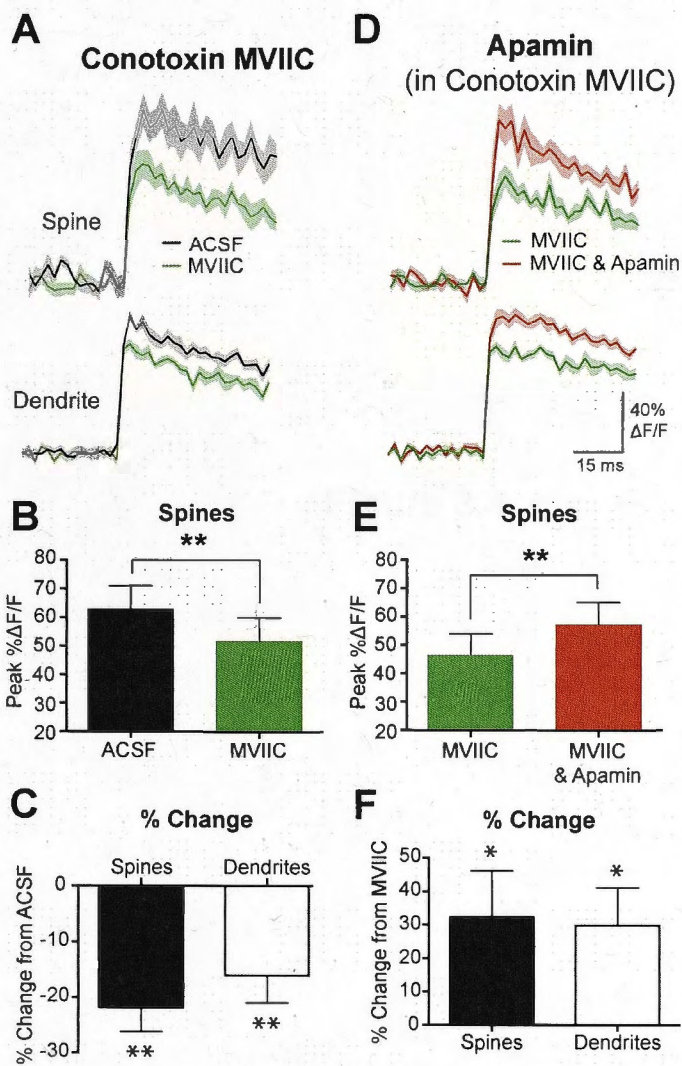 A
Conotoxin MVIIC
Spine
ACSF
MVIIC
Dendrite
D
Apamin
(in Conotoxin MVIIC)
MVIIC
MVIIC & Apamin
40%
ΔF/F
15 ms
B
Spines
**
Peak %ΔF/F
80
70
60
50
40
30
20
ACSF
MVIIC
E
Spines
**
Peak %ΔF/F
80
70
60
50
40
30
20
MVIIC
MVIIC
& Apamin
C
% Change
Spines
Dendrites
% Change from ACSF
0
-10
-20
-30
**
**
F
% Change
% Change from MVIIC
50
40
30
20
10
0
*
*
Spines
Dendrites